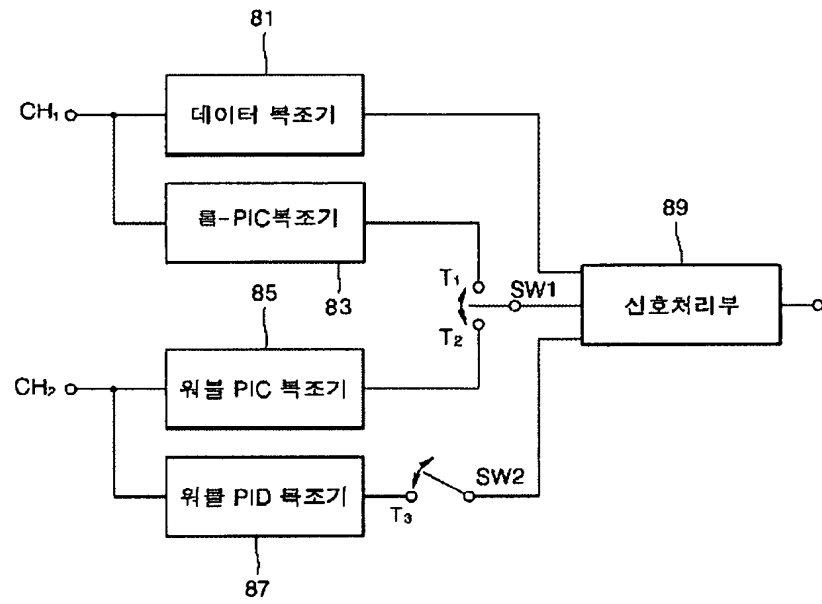 81
CH₁
데이터 복조기
롬-PIC복조기
83
89
T₁
SW1
T₂
신호처리부
85
CH₂
워블 PIC 복조기
워블 PID 복조기
SW2
T₃
87